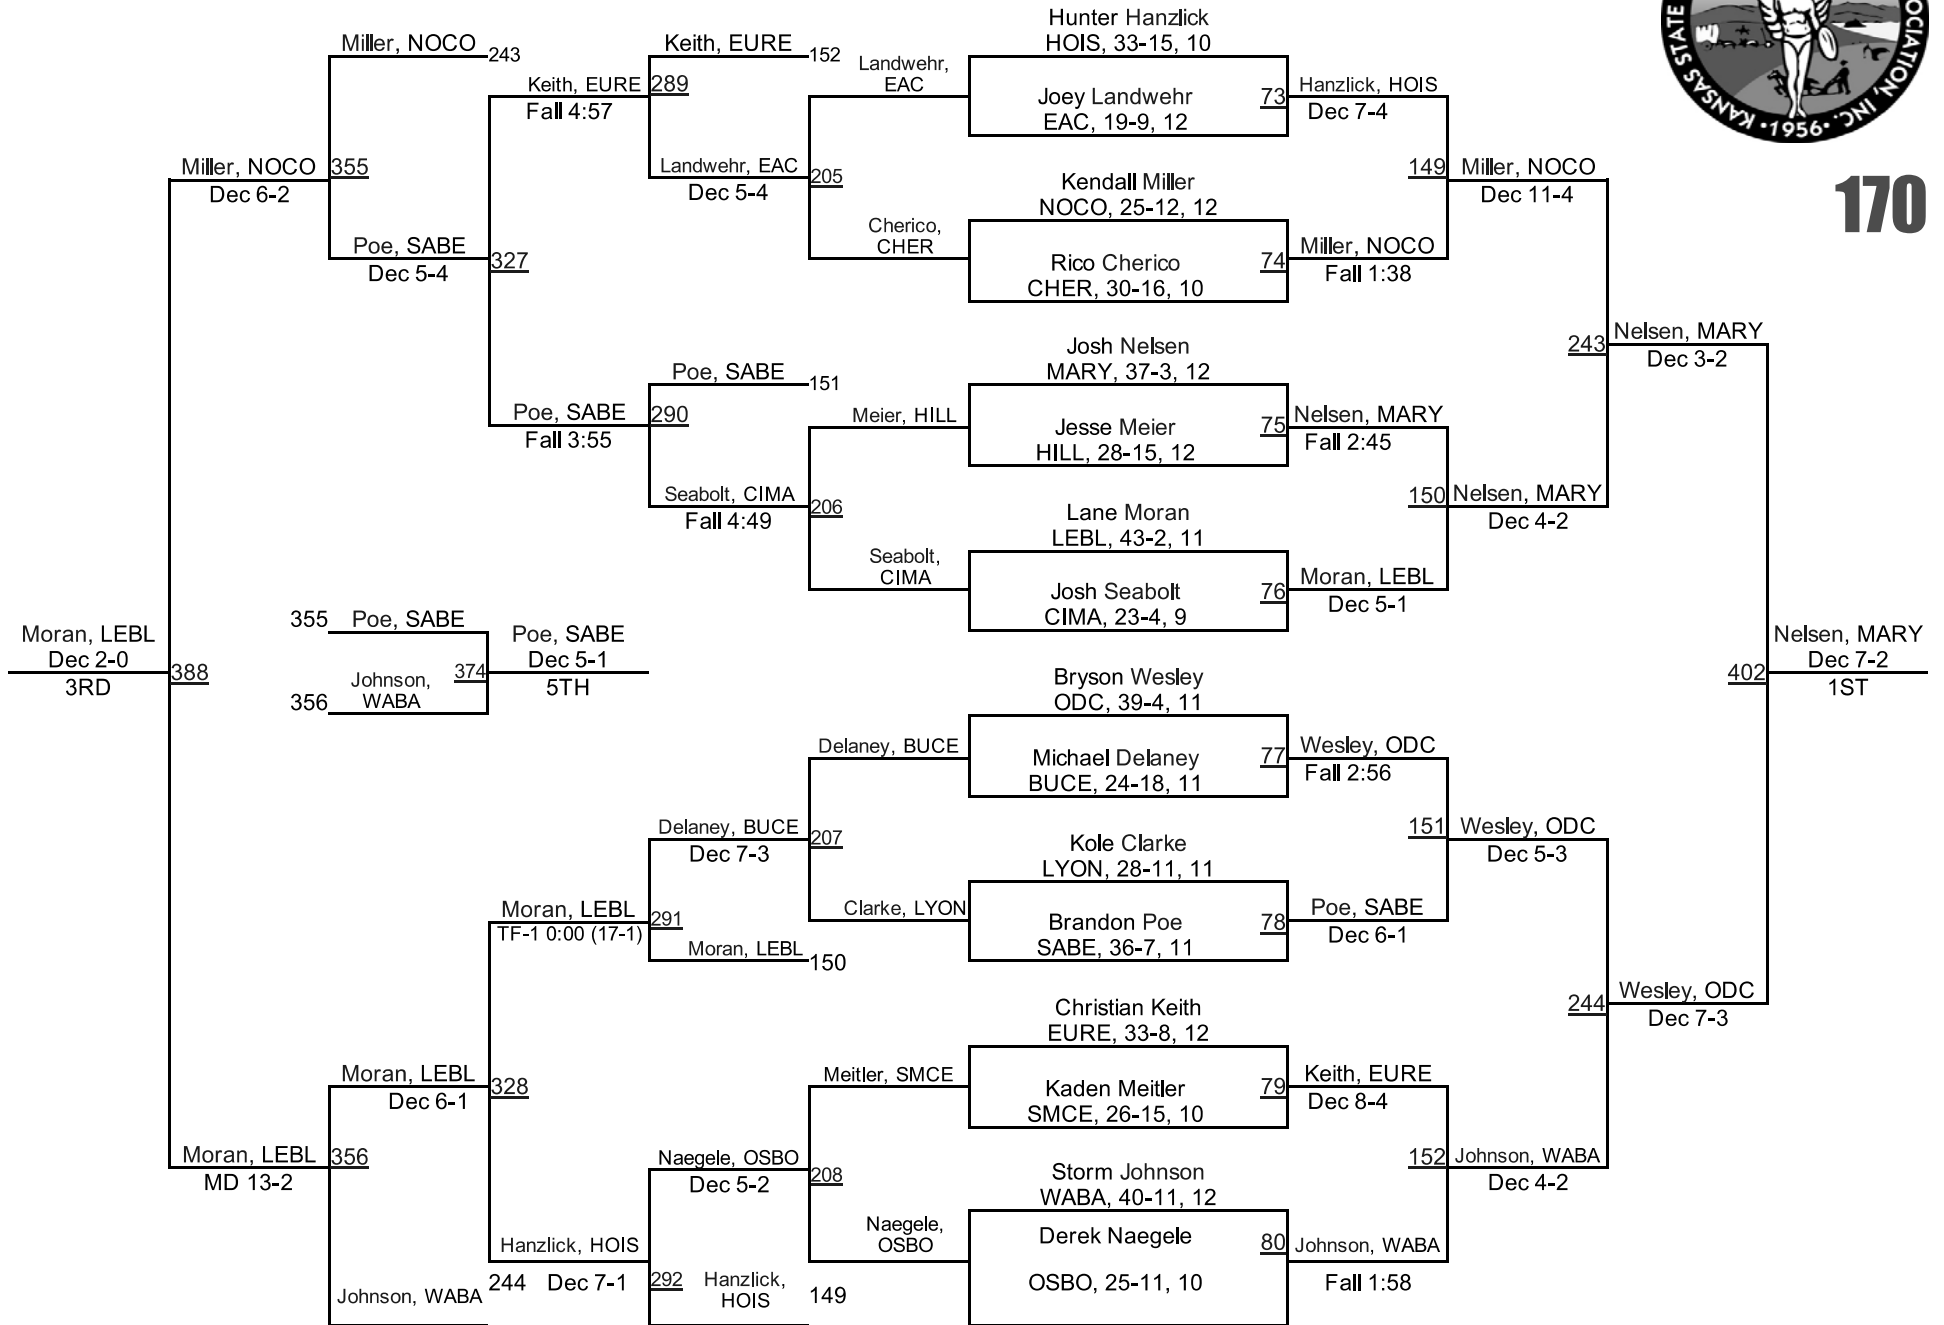 Miller, NOCO
243
Miller, NOCO
Dec 6-2
355
Poe, SABE
Dec 5-4
327
Keith, EURE
Fall 4:57
289
Keith, EURE
152
Landwehr, EAC
Dec 5-4
205
Landwehr,
EAC
Cherico,
CHER
Poe, SABE
Fall 3:55
290
Poe, SABE
151
Seabolt, CIMA
Fall 4:49
206
Meier, HILL
Seabolt,
CIMA
Moran, LEBL
Dec 2-0
3RD
388
355
Poe, SABE
356
Johnson,
WABA
374
Poe, SABE
Dec 5-1
5TH
Delaney, BUCE
Delaney, BUCE
Dec 7-3
207
Clarke, LYON
Moran, LEBL
TF-1 0:00 (17-1)
291
Moran, LEBL
150
Moran, LEBL
Dec 6-1
328
Moran, LEBL
MD 13-2
356
Meitler, SMCE
Naegele, OSBO
Dec 5-2
208
Naegele,
OSBO
Hanzlick, HOIS
Dec 7-1
292
Hanzlick,
HOIS
149
Johnson, WABA
244
Hunter Hanzlick
HOIS, 33-15, 10
Joey Landwehr
EAC, 19-9, 12
73
Hanzlick, HOIS
Dec 7-4
Kendall Miller
NOCO, 25-12, 12
Rico Cherico
CHER, 30-16, 10
74
Miller, NOCO
Fall 1:38
149
Miller, NOCO
Dec 11-4
Josh Nelsen
MARY, 37-3, 12
Jesse Meier
HILL, 28-15, 12
75
Nelsen, MARY
Fall 2:45
Lane Moran
LEBL, 43-2, 11
Josh Seabolt
CIMA, 23-4, 9
76
Moran, LEBL
Dec 5-1
150
Nelsen, MARY
Dec 4-2
243
Nelsen, MARY
Dec 3-2
Bryson Wesley
ODC, 39-4, 11
Michael Delaney
BUCE, 24-18, 11
77
Wesley, ODC
Fall 2:56
Kole Clarke
LYON, 28-11, 11
Brandon Poe
SABE, 36-7, 11
78
Poe, SABE
Dec 6-1
151
Wesley, ODC
Dec 5-3
Christian Keith
EURE, 33-8, 12
Kaden Meitler
SMCE, 26-15, 10
79
Keith, EURE
Dec 8-4
Storm Johnson
WABA, 40-11, 12
Derek Naegele
OSBO, 25-11, 10
80
Johnson, WABA
Fall 1:58
152
Johnson, WABA
Dec 4-2
244
Wesley, ODC
Dec 7-3
402
Nelsen, MARY
Dec 7-2
1ST
KANSAS STATE
OCIATION, INC.
•1956•
170